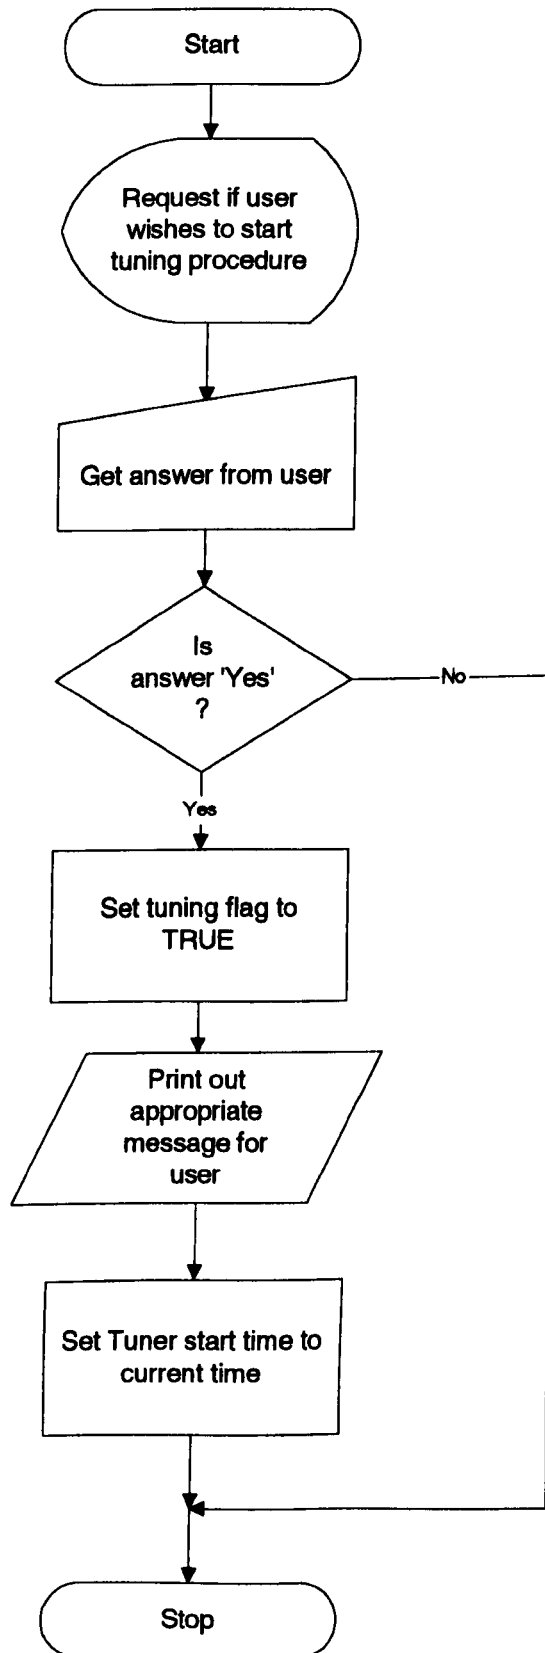 Start
Request if user
wishes to start
tuning procedure
Get answer from user
Is
answer 'Yes'
?
No
Yes
Set tuning flag to
TRUE
Print out
appropriate
message for
user
Set Tuner start time to
current time
Stop